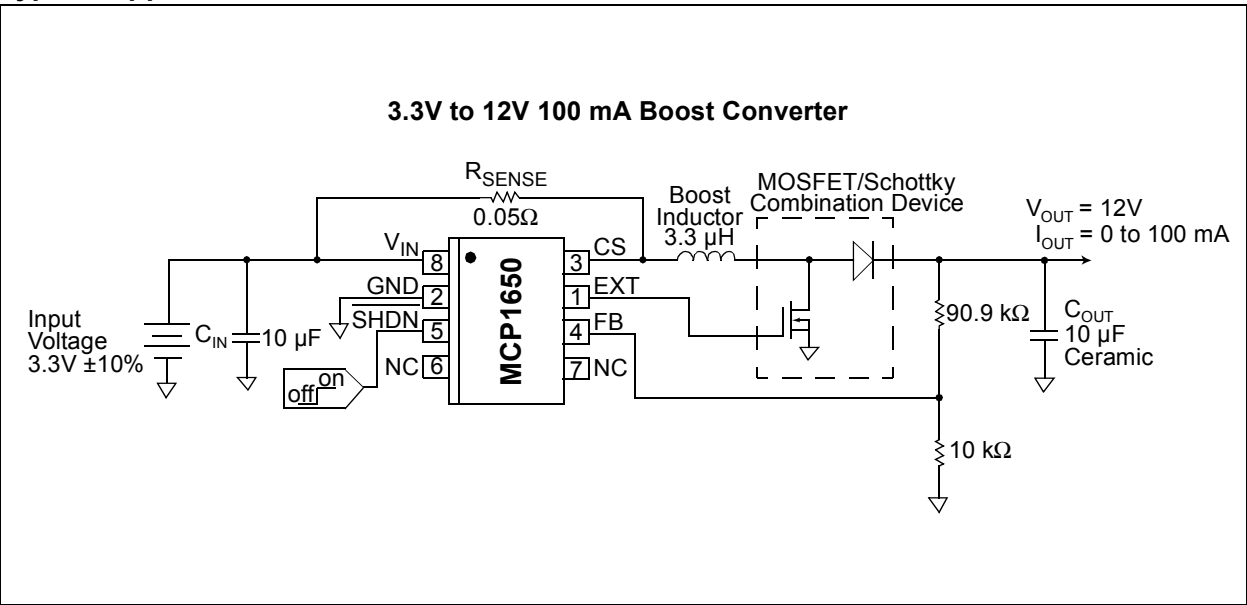 3.3V to 12V 100 mA Boost Converter
RSENSE
0.05Ω
Boost
Inductor
3.3 µH
MOSFET/Schottky
Combination Device
VOUT = 12V
IOUT = 0 to 100 mA
VIN
8
GND
2
SHDN
5
NC
6
MCP1650
3
CS
1
EXT
4
FB
7
NC
Input
Voltage
3.3V ±10%
CIN
10 µF
off
on
90.9 kΩ
COUT
10 µF
Ceramic
10 kΩ